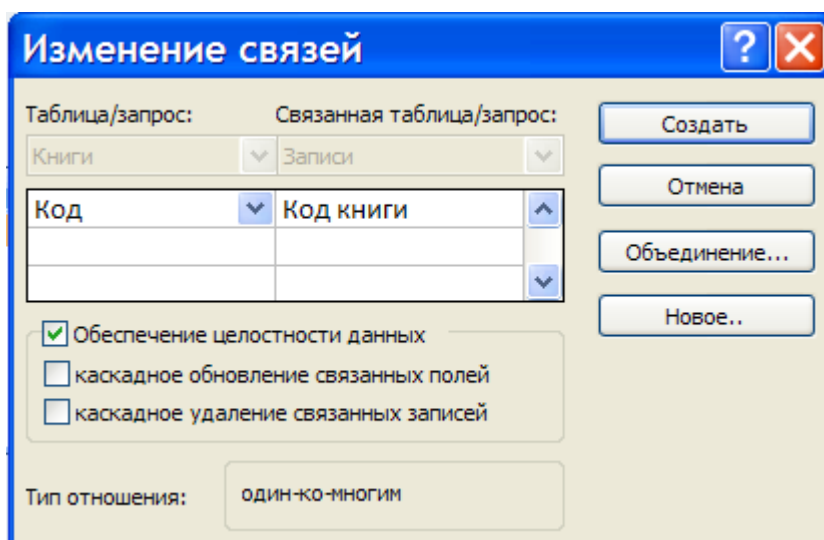 Изменение связей
Таблица/запрос: Связанная таблица/запрос:
Книги Записи
Код Код книги
Обеспечение целостности данных
каскадное обновление связанных полей
каскадное удаление связанных записей
Тип отношения: один-ко-многим
Создать
Отмена
Объединение...
Новое..